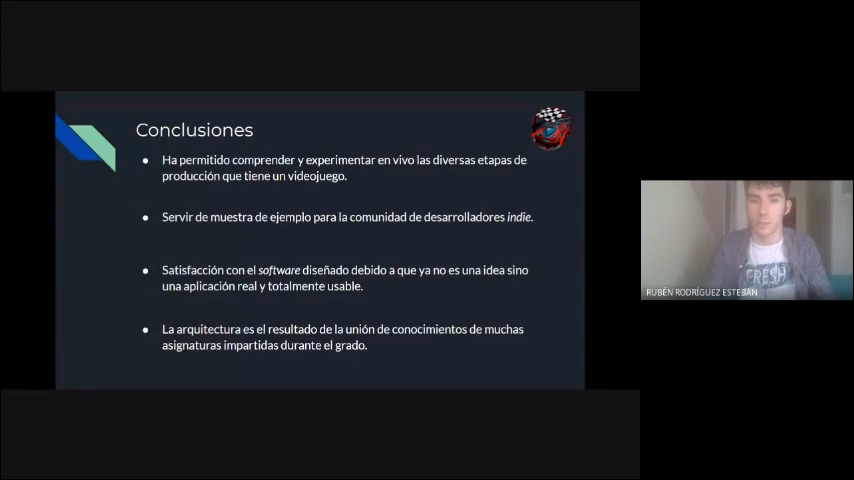 Conclusiones
● Ha permitido comprender y experimentar en vivo las diversas etapas de
producción que tiene un videojuego.
● Servir de muestra de ejemplo para la comunidad de desarrolladores indie.
● Satisfacción con el software diseñado debido a que ya no es una idea sino
una aplicación real y totalmente usable.
● La arquitectura es el resultado de la unión de conocimientos de muchas
asignaturas impartidas durante el grado.
FRESH
RUBÉN RODRÍGUEZ ESTEBAN